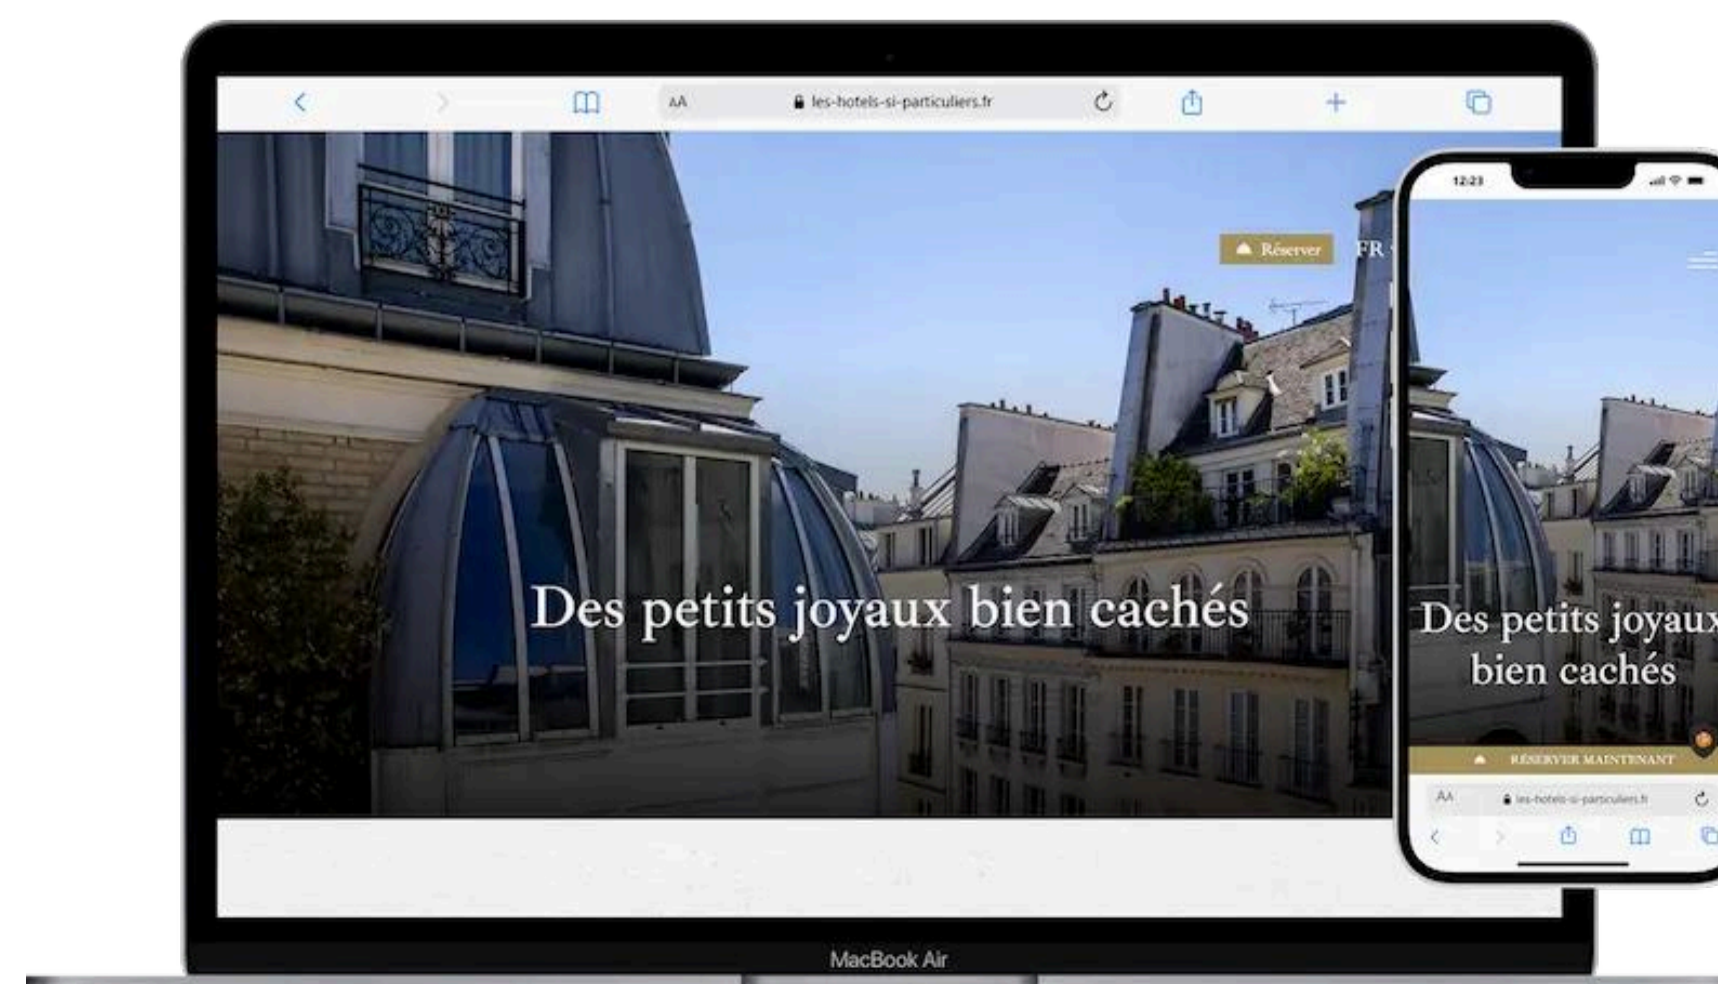 AA
les-hotels-si-particuliers.fr
Réserver
FR
Des petits joyaux bien cachés
MacBook Air
12:23
Des petits joyaux
bien cachés
RÉSERVER MAINTENANT
AA
les-hotels-si-particuliers.fr